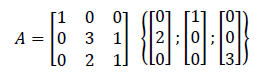 A = [1 0 0; 0 3 1; 0 2 1] {[0; 2; 0]; [1; 0; 0]; [0; 0; 3]}